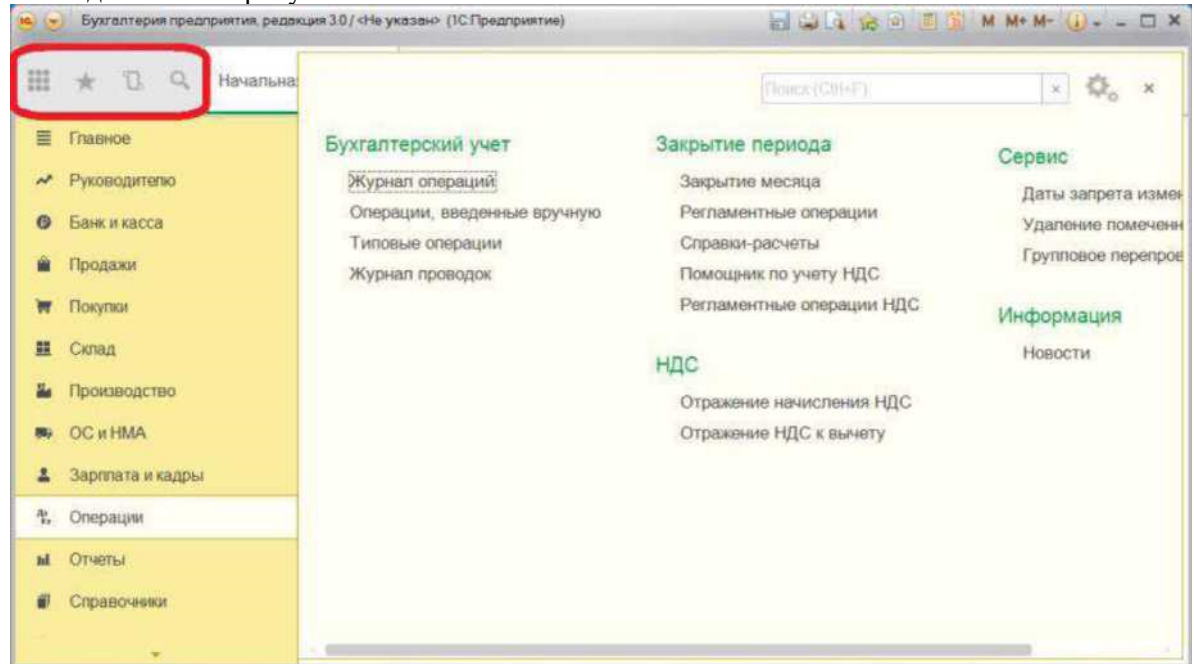 Бухгалтерия предприятия, редакция 3.0 / <Не указан> (1С:Предприятие)
M M+ M-
Начальная
Поиск (Ctrl+F)
Главное
Руководителю
Банк и касса
Продажи
Покупки
Склад
Производство
ОС и НМА
Зарплата и кадры
Операции
Отчеты
Справочники
Бухгалтерский учет
Журнал операций
Операции, введенные вручную
Типовые операции
Журнал проводок
Закрытие периода
Закрытие месяца
Регламентные операции
Справки-расчеты
Помощник по учету НДС
Регламентные операции НДС
НДС
Отражение начисления НДС
Отражение НДС к вычету
Сервис
Даты запрета измен
Удаление помеченн
Групповое перепров
Информация
Новости